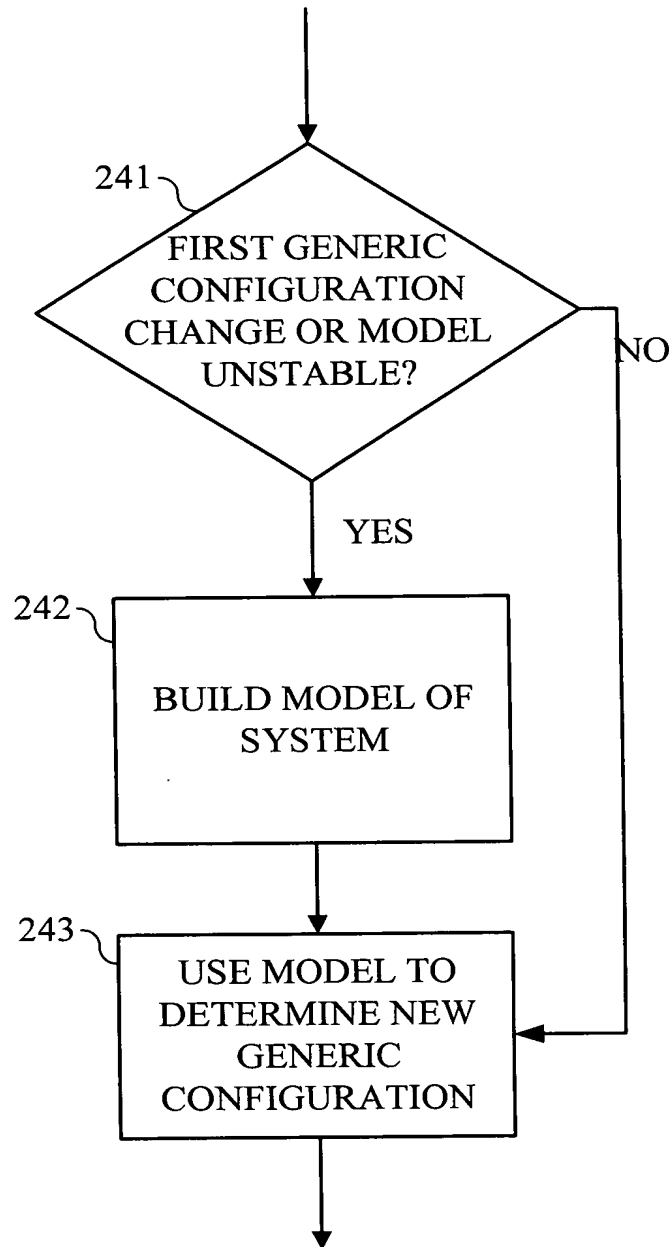 241
FIRST GENERIC
CONFIGURATION
CHANGE OR MODEL
UNSTABLE?
NO
YES
242
BUILD MODEL OF
SYSTEM
243
USE MODEL TO
DETERMINE NEW
GENERIC
CONFIGURATION